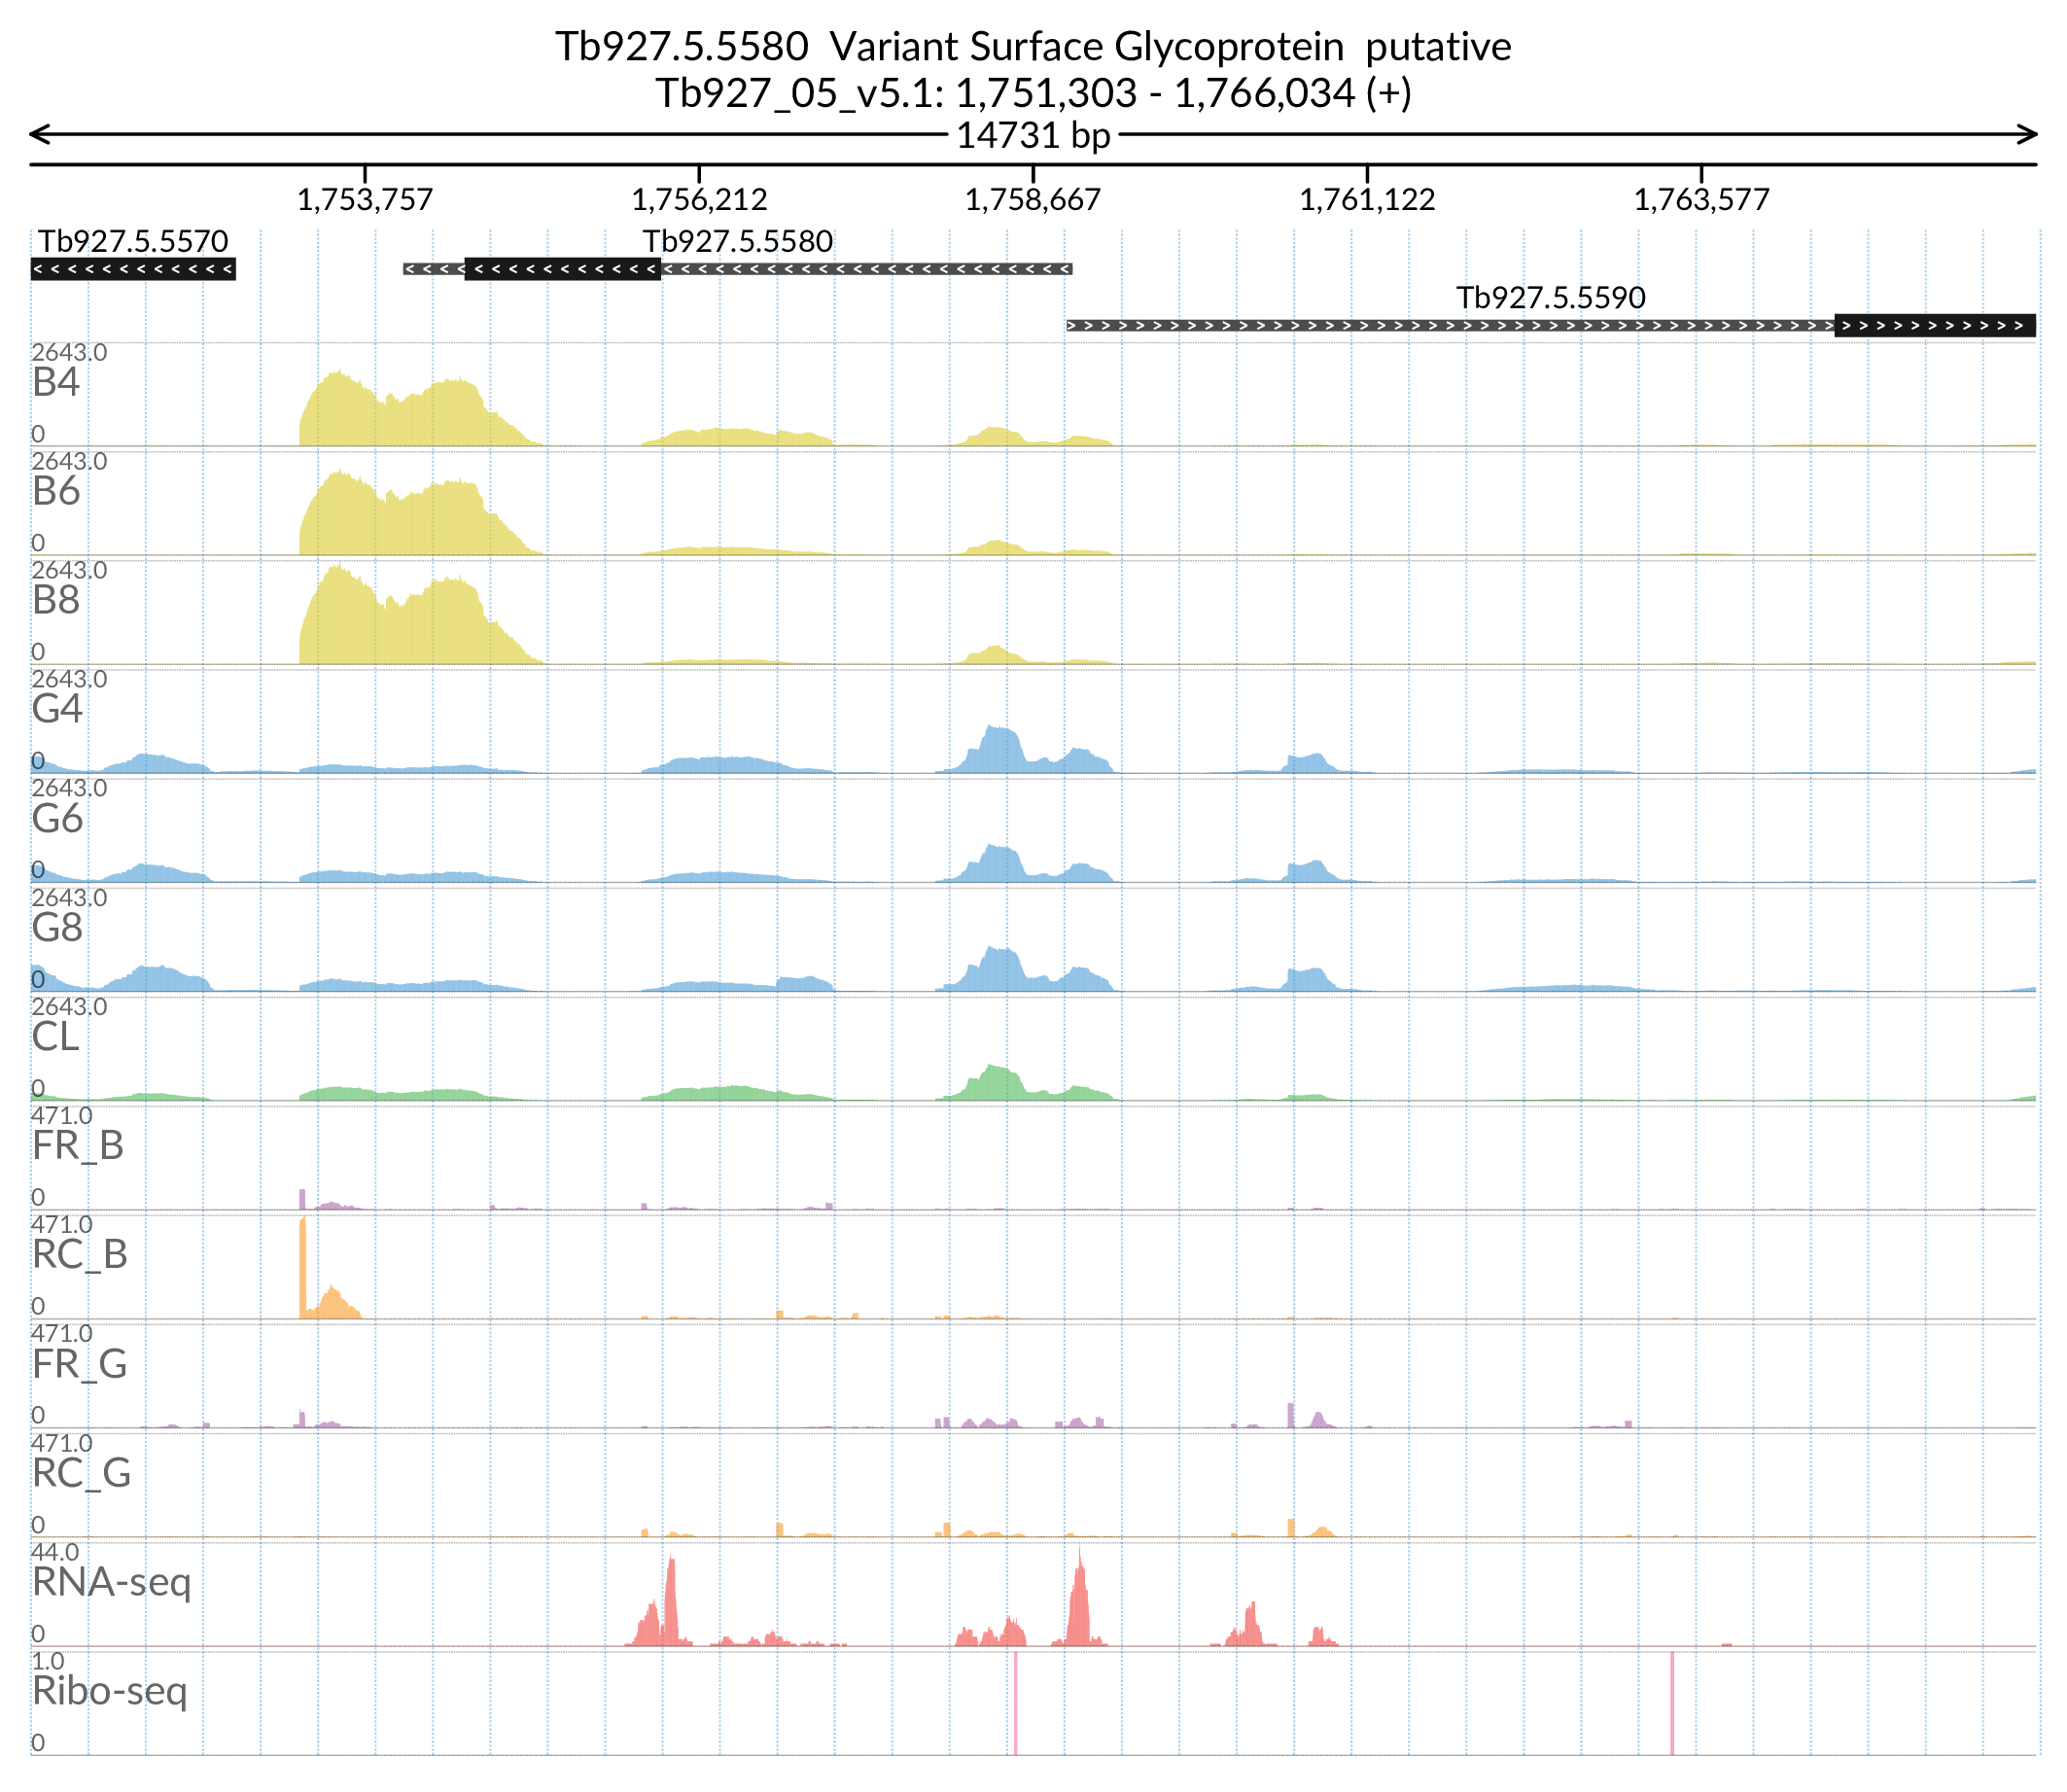 Tb927.5.5580  Variant Surface Glycoprotein  putative
Tb927_05_v5.1: 1,751,303 - 1,766,034 (+)
14731 bp
1,753,757 1,756,212 1,758,667 1,761,122 1,763,577
Tb927.5.5570 Tb927.5.5580
Tb927.5.5590
2643.0
B4
0
2643.0
B6
0
2643.0
B8
0
2643.0
G4
0
2643.0
G6
0
2643.0
G8
0
2643.0
CL
0
471.0
FR_B
0
471.0
RC_B
0
471.0
FR_G
0
471.0
RC_G
0
44.0
RNA-seq
0
1.0
Ribo-seq
0